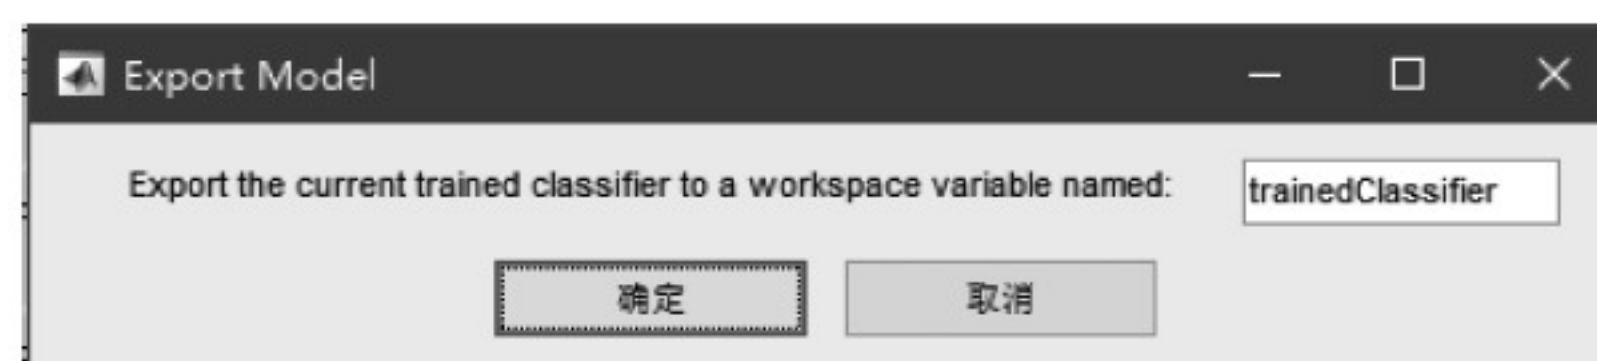 Export Model
Export the current trained classifier to a workspace variable named: trainedClassifier
确定 取消